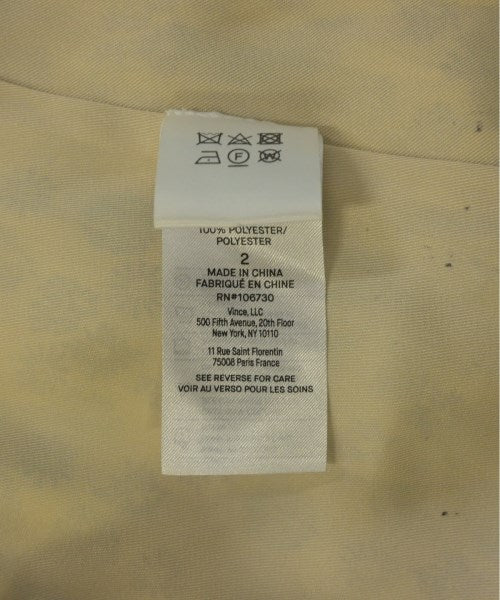 F
W
100% POLYESTER/
POLYESTER
2
MADE IN CHINA
FABRIQUÉ EN CHINE
RN#106730
Vince, LLC
500 Fifth Avenue, 20th Floor
New York, NY 10110
11 Rue Saint Florentin
75008 Paris France
SEE REVERSE FOR CARE
VOIR AU VERSO POUR LES SOINS